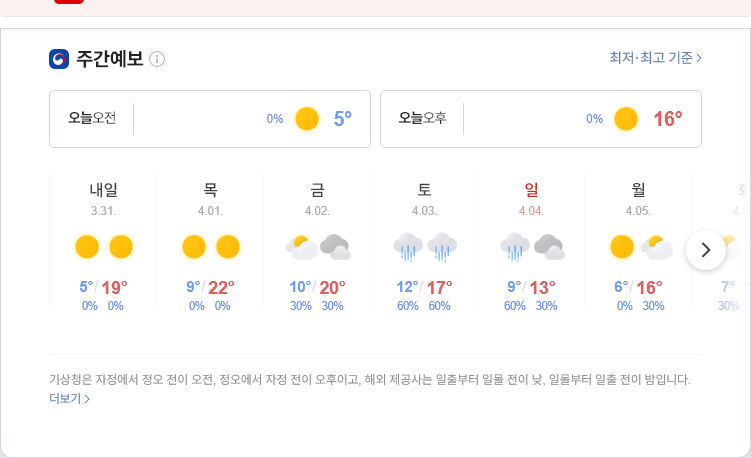 주간예보
최저·최고 기준
오늘오전 0% 5°
오늘오후 0% 16°
내일 목 금 토 일 월 화
3.31. 4.01. 4.02. 4.03. 4.04. 4.05.
5°/19° 9°/22° 10°/20° 12°/17° 9°/13° 6°/16° 7°
0% 0% 0% 0% 30% 30% 60% 60% 60% 30% 0% 30% 30%
기상청은 자정에서 정오 전이 오전, 정오에서 자정 전이 오후이고, 해외 제공사는 일출부터 일몰 전이 낮, 일몰부터 일출 전이 밤입니다.
더보기